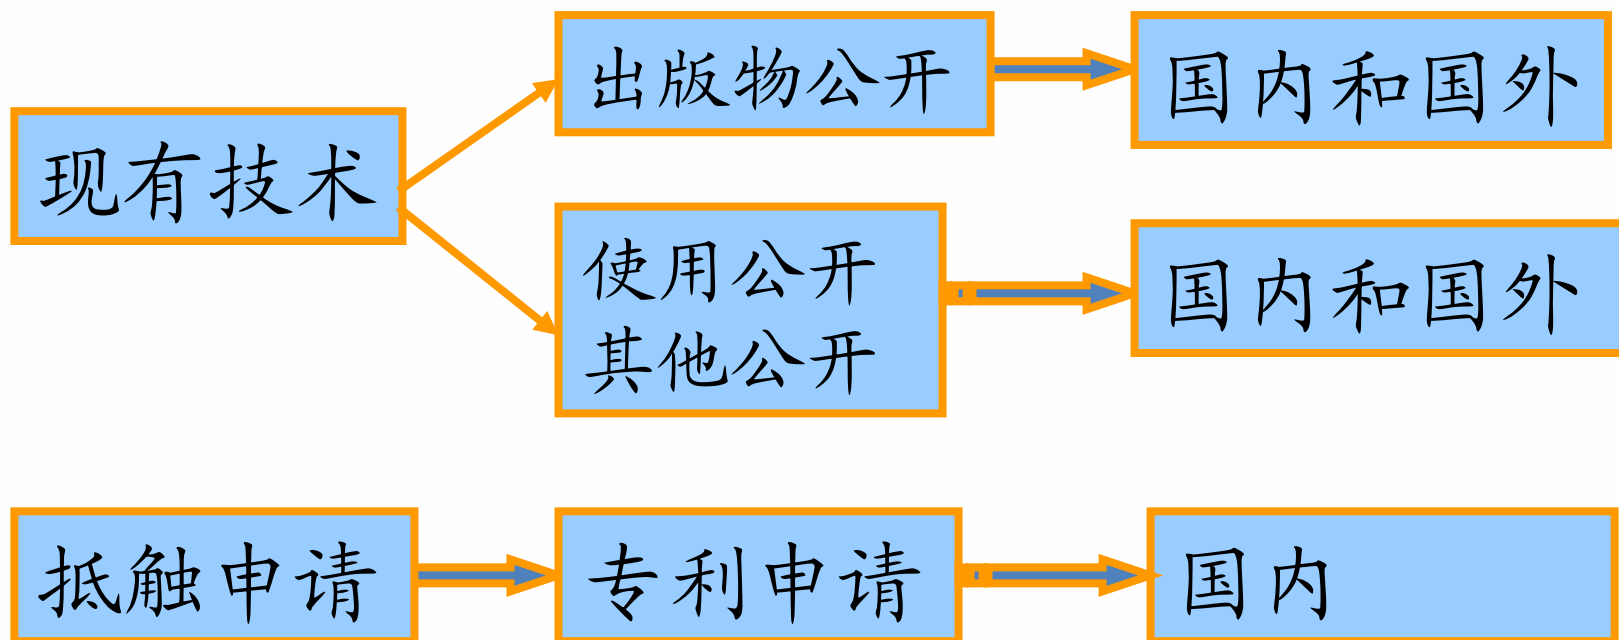 现有技术
出版物公开
国内和国外
使用公开
其他公开
国内和国外
抵触申请
专利申请
国内